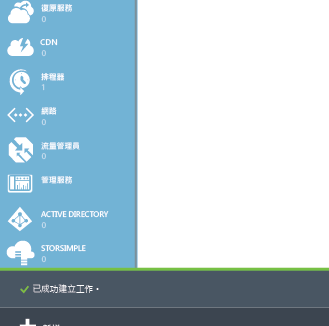 復原服務
0
CDN
0
排程器
1
網路
0
流量管理員
0
管理服務
ACTIVE DIRECTORY
0
STORSIMPLE
0
已成功建立工作。